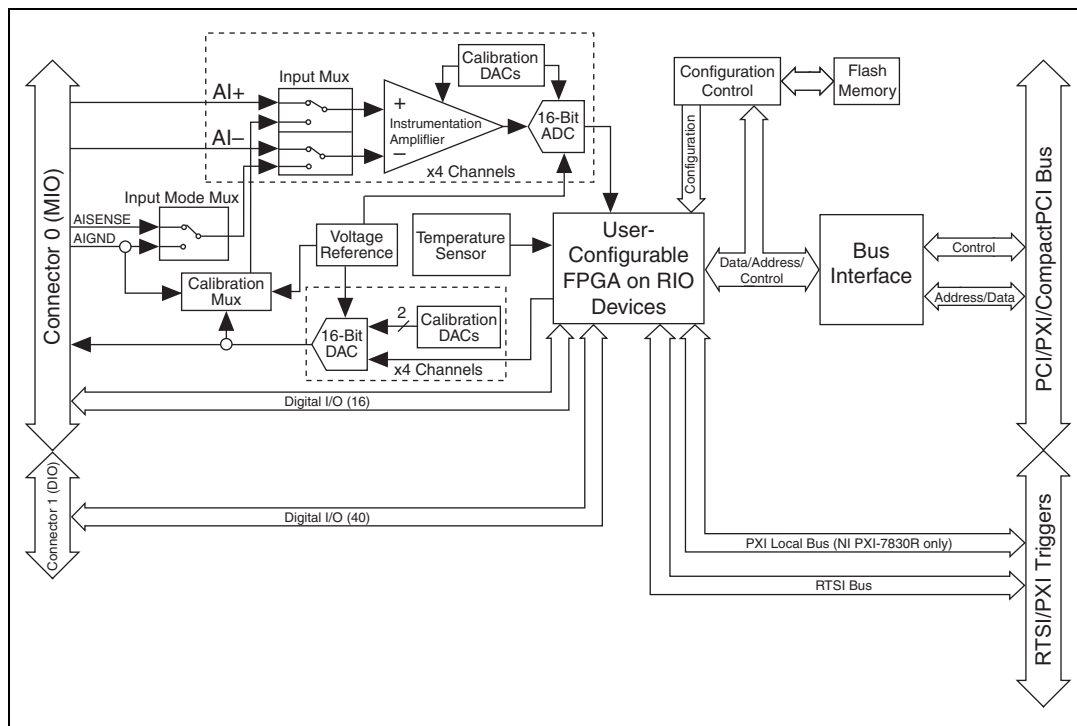 Calibration
DACs
Configuration
Control
Flash
Memory
Input Mux
AI+
+
Instrumentation
Ampliflier
–
16-Bit
ADC
AI–
x4 Channels
Configuration
Input Mode Mux
AISENSE
AIGND
Voltage
Reference
Temperature
Sensor
User-
Configurable
FPGA on RIO
Devices
Data/Address/
Control
Bus
Interface
Control
Address/Data
Calibration
Mux
2
16-Bit
DAC
Calibration
DACs
x4 Channels
Connector 0 (MIO)
PCI/PXI/CompactPCI Bus
Digital I/O (16)
Connector 1 (DIO)
Digital I/O (40)
PXI Local Bus (NI PXI-7830R only)
RTSI Bus
RTSI/PXI Triggers